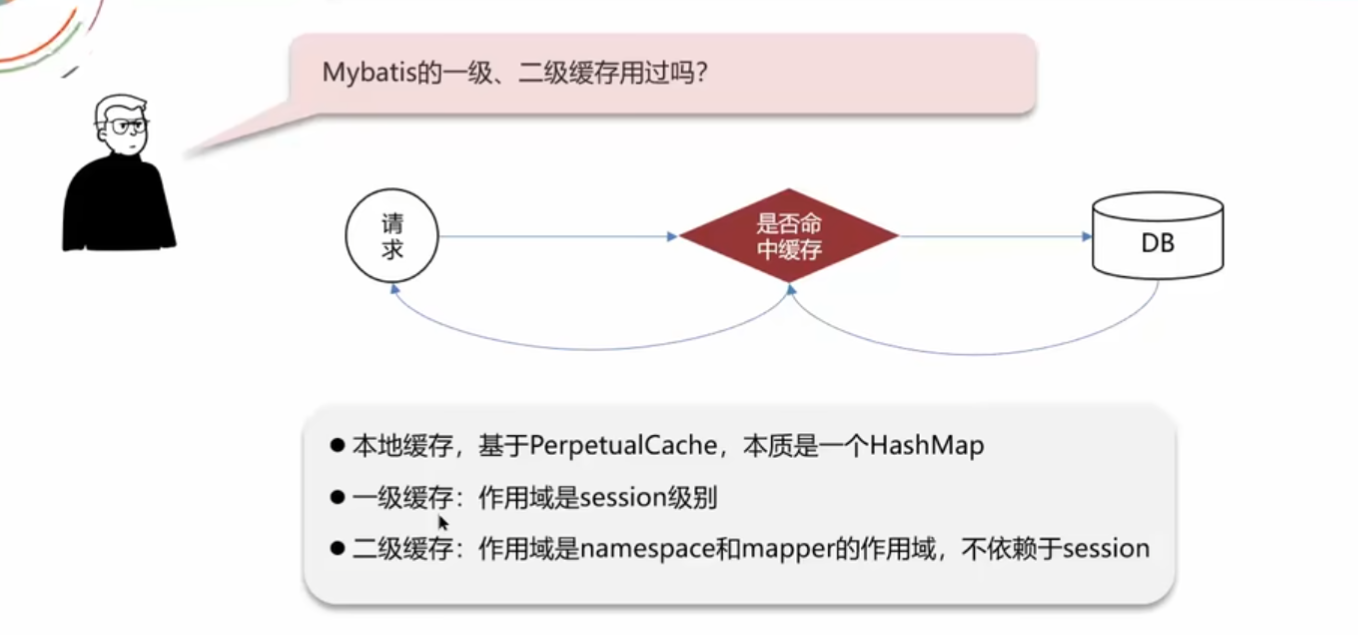 Mybatis的一级、二级缓存用过吗?
请
求
是否命
中缓存
DB
● 本地缓存，基于PerpetualCache，本质是一个HashMap
● 一级缓存：作用域是session级别
● 二级缓存：作用域是namespace和mapper的作用域，不依赖于session